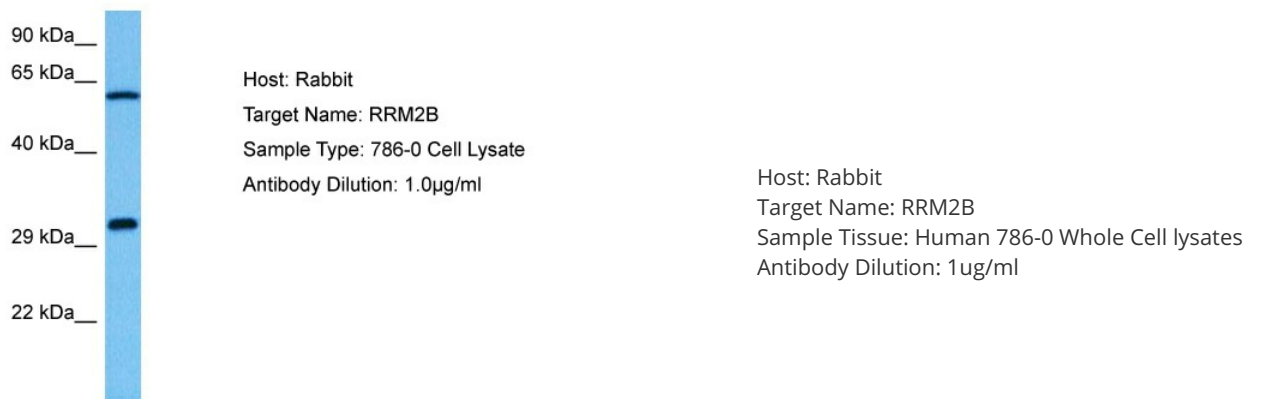 90 kDa__
65 kDa__
40 kDa__
29 kDa__
22 kDa__
Host: Rabbit
Target Name: RRM2B
Sample Type: 786-0 Cell Lysate
Antibody Dilution: 1.0µg/ml
Host: Rabbit
Target Name: RRM2B
Sample Tissue: Human 786-0 Whole Cell lysates
Antibody Dilution: 1ug/ml